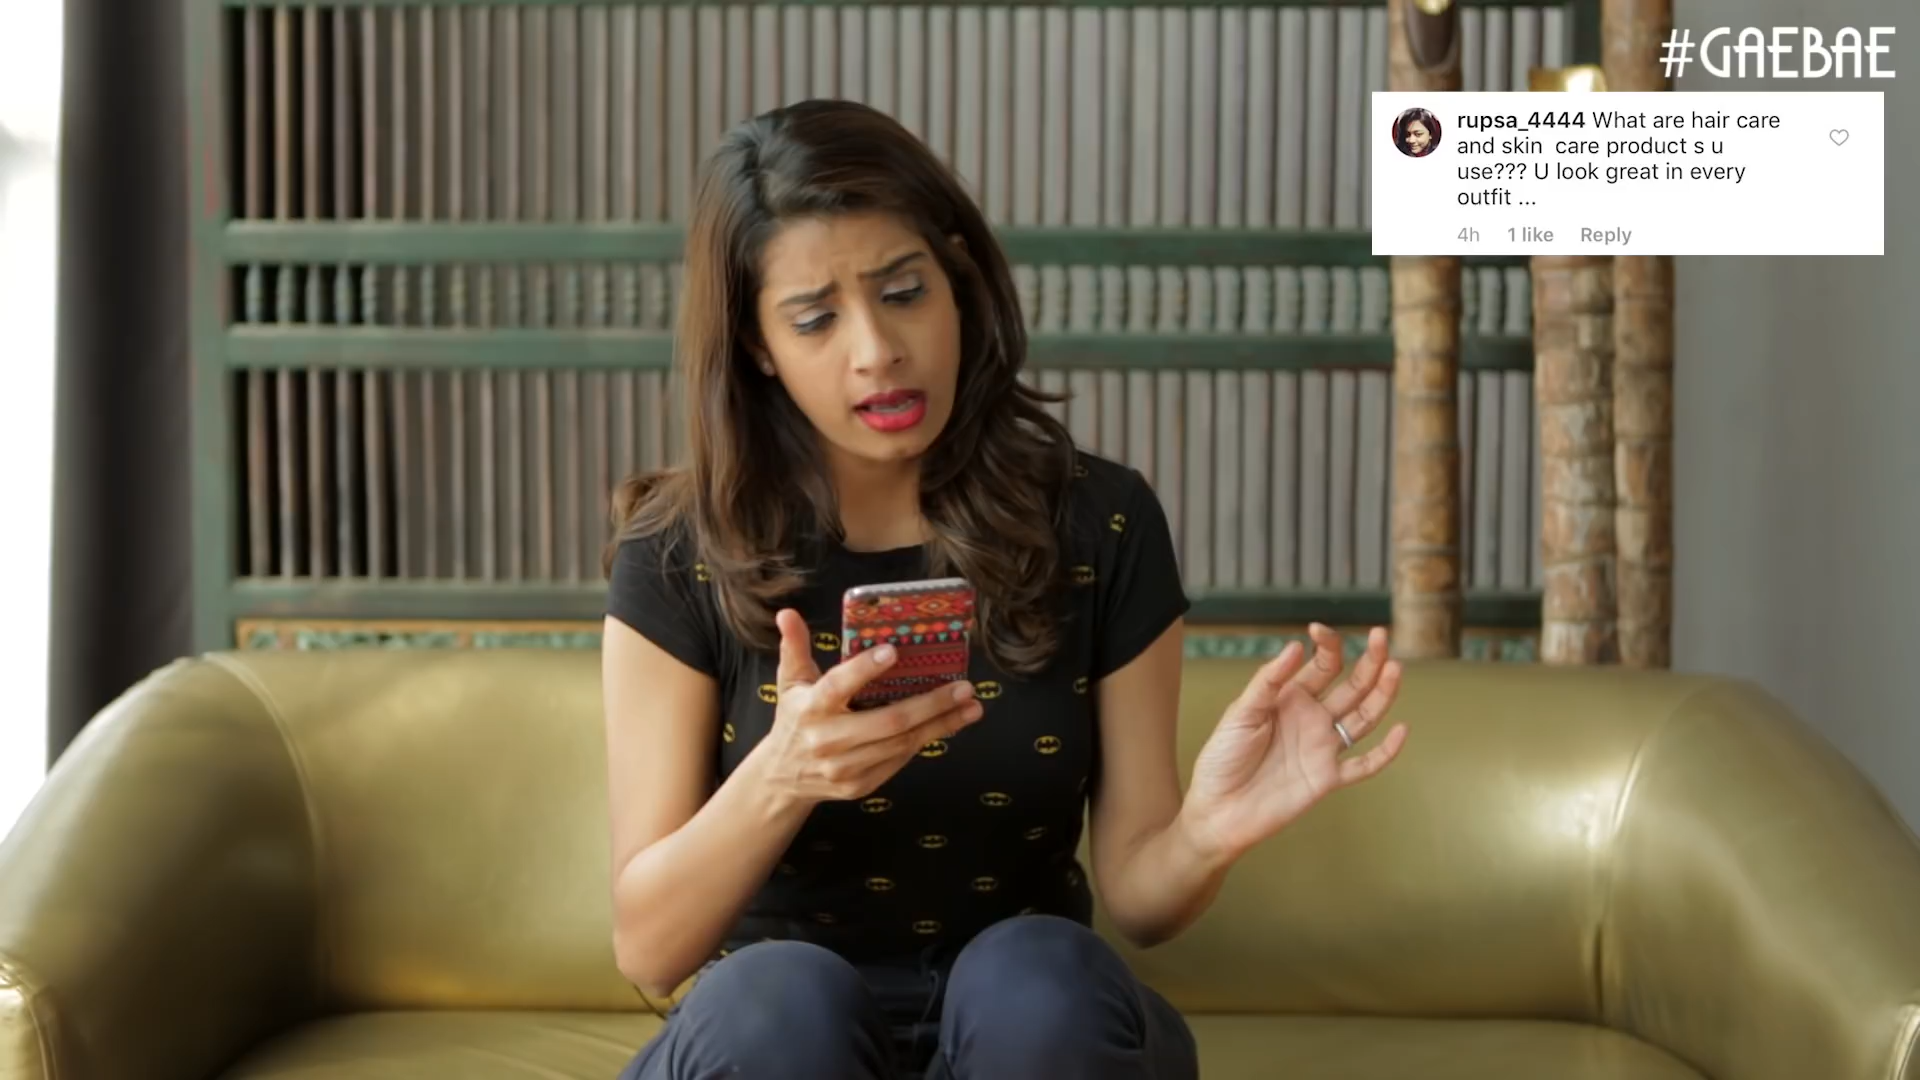 #GAEBAE
rupsa_4444 What are hair care
and skin  care product s u
use??? U look great in every
outfit ...
4h 1 like Reply